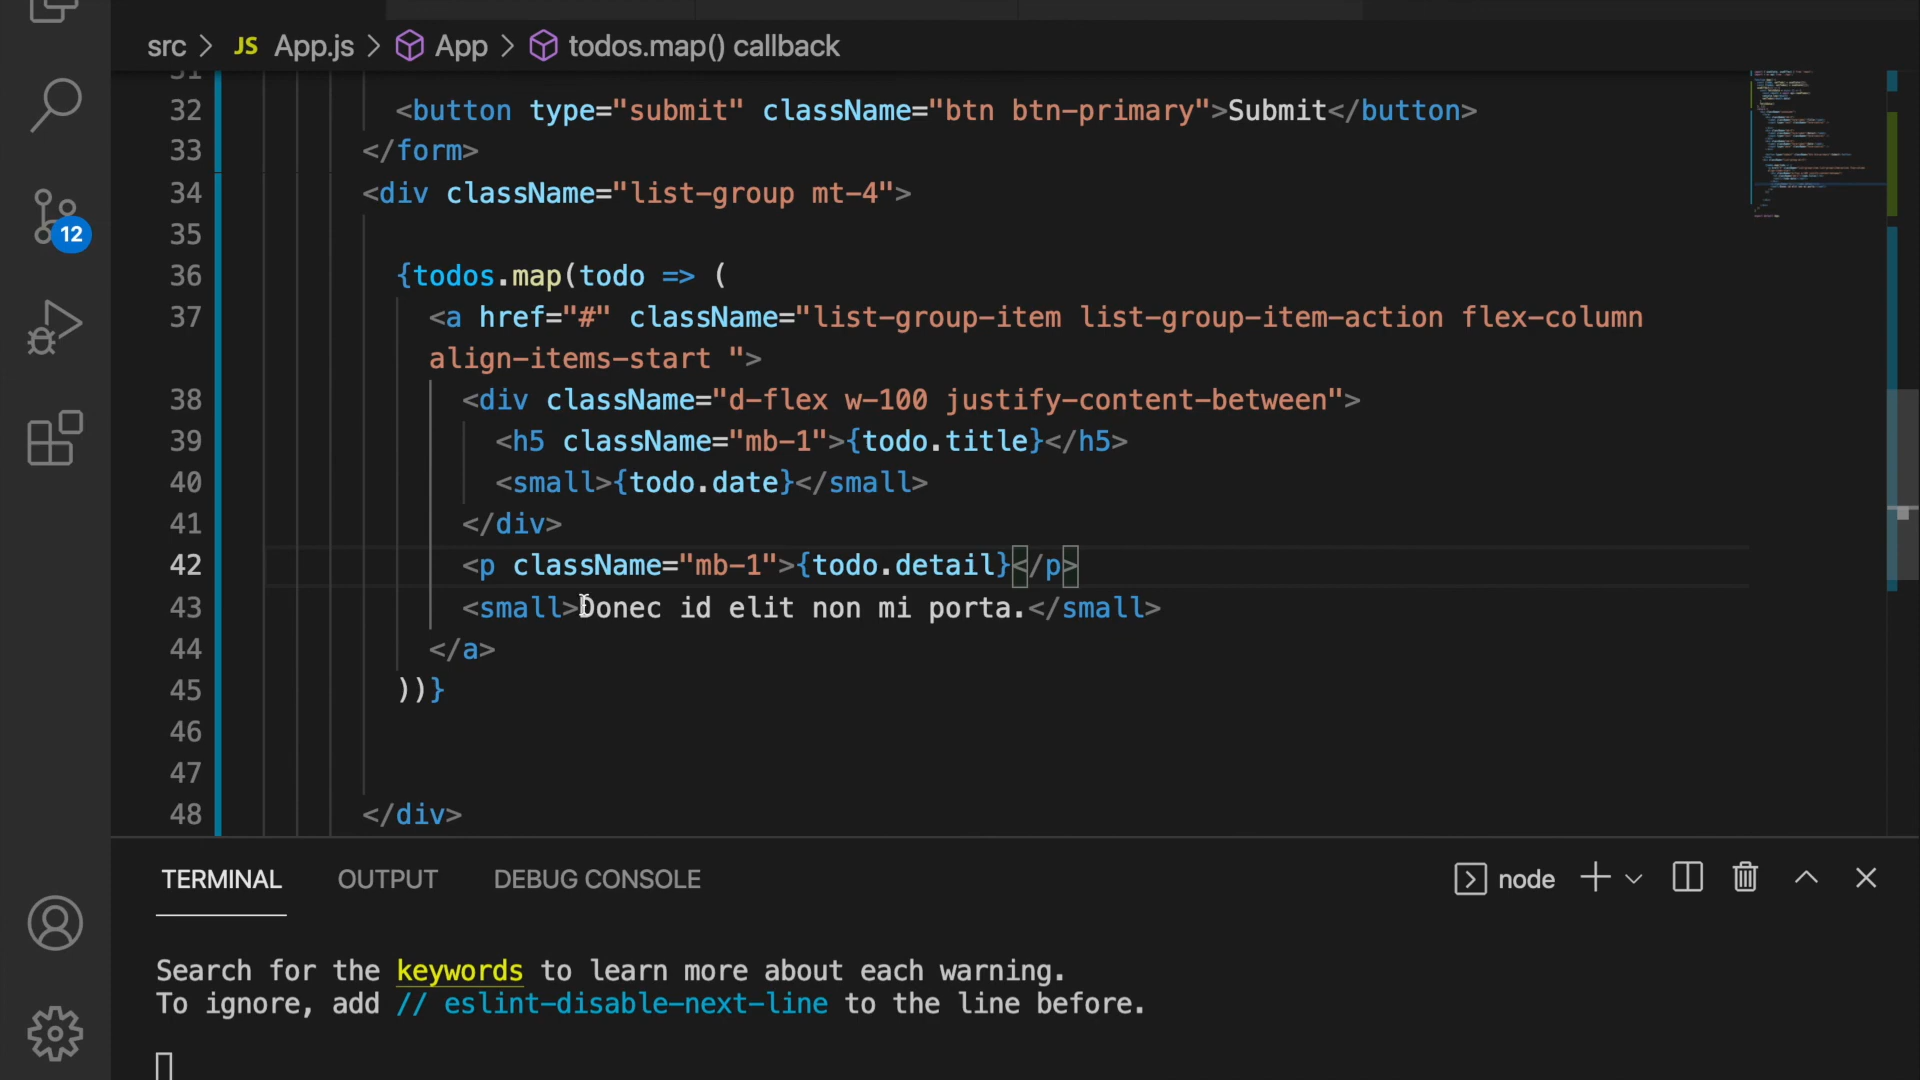 src > JS App.js > App > todos.map() callback
31
32 <button type="submit" className="btn btn-primary">Submit</button>
33 </form>
34 <div className="list-group mt-4">
35
36 {todos.map(todo => (
37 <a href="#" className="list-group-item list-group-item-action flex-column
align-items-start ">
38 <div className="d-flex w-100 justify-content-between">
39 <h5 className="mb-1">{todo.title}</h5>
40 <small>{todo.date}</small>
41 </div>
42 <p className="mb-1">{todo.detail}</p>
43 <small>Donec id elit non mi porta.</small>
44 </a>
45 ))}
46
47
48 </div>
12
TERMINAL OUTPUT DEBUG CONSOLE node
Search for the keywords to learn more about each warning.
To ignore, add // eslint-disable-next-line to the line before.